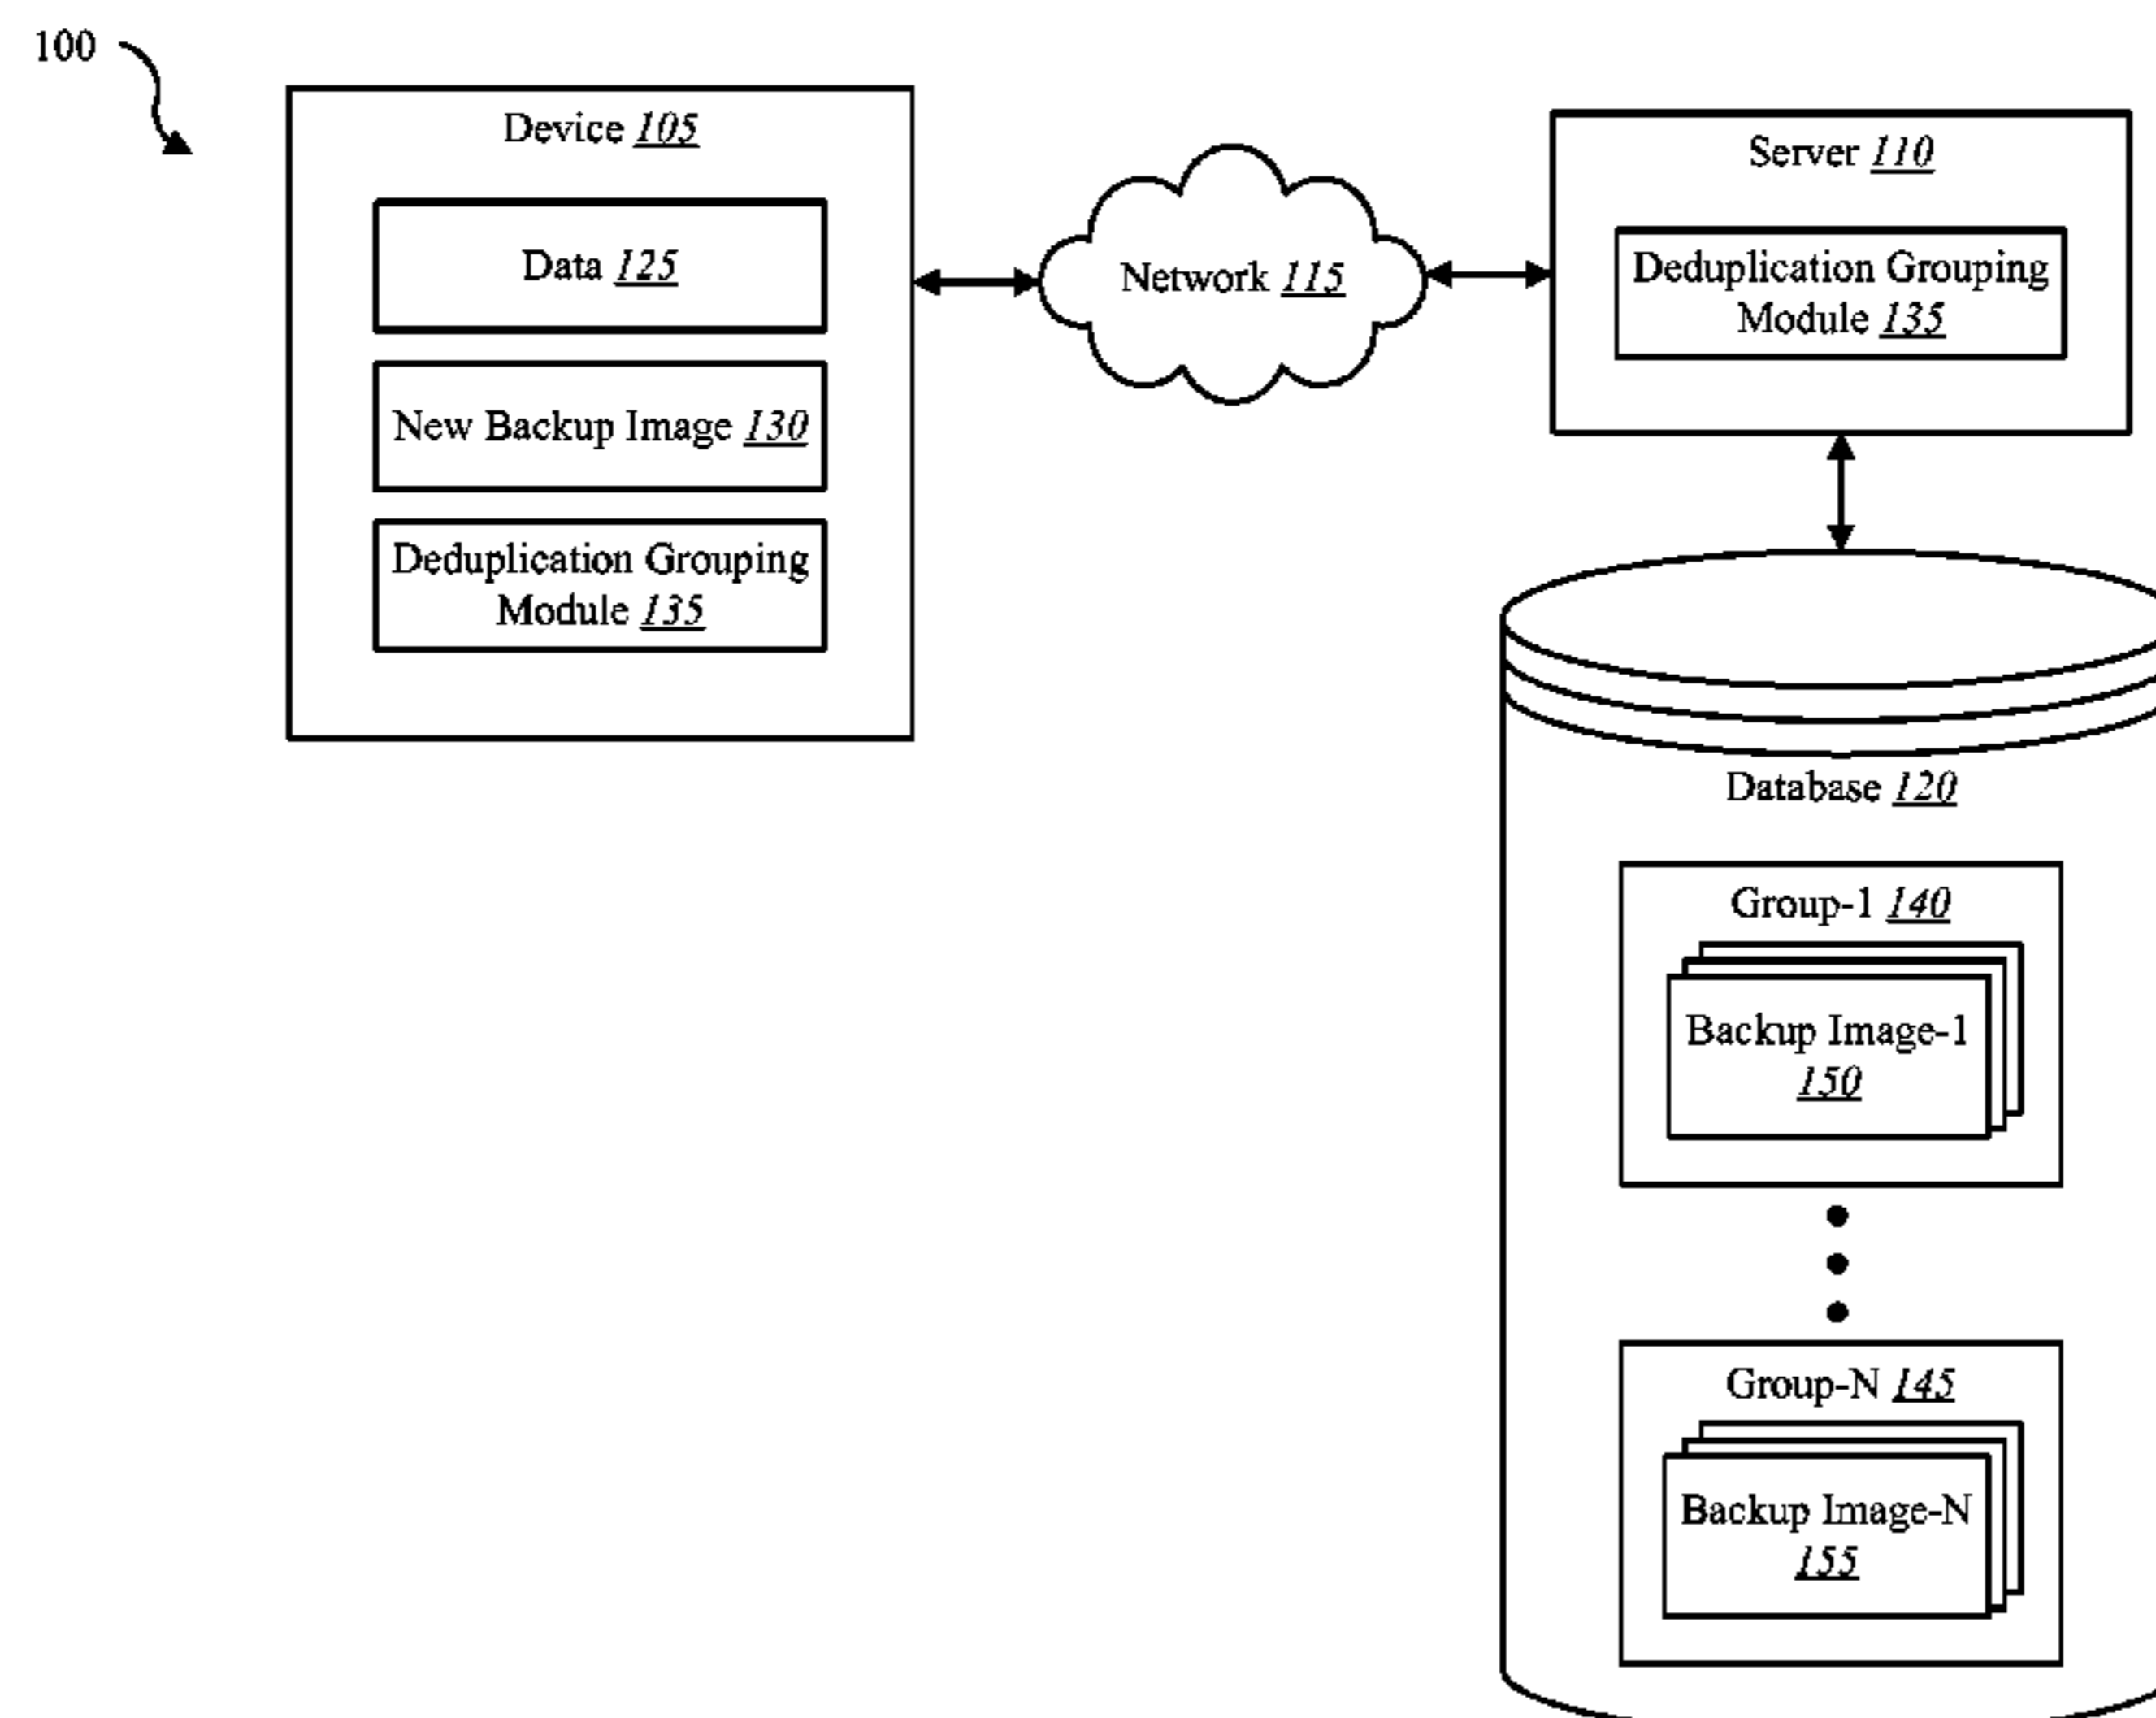 100
Device 105
Data 125
New Backup Image 130
Deduplication Grouping
Module 135
Network 115
Server 110
Deduplication Grouping
Module 135
Database 120
Group-1 140
Backup Image-1
150
Group-N 145
Backup Image-N
155